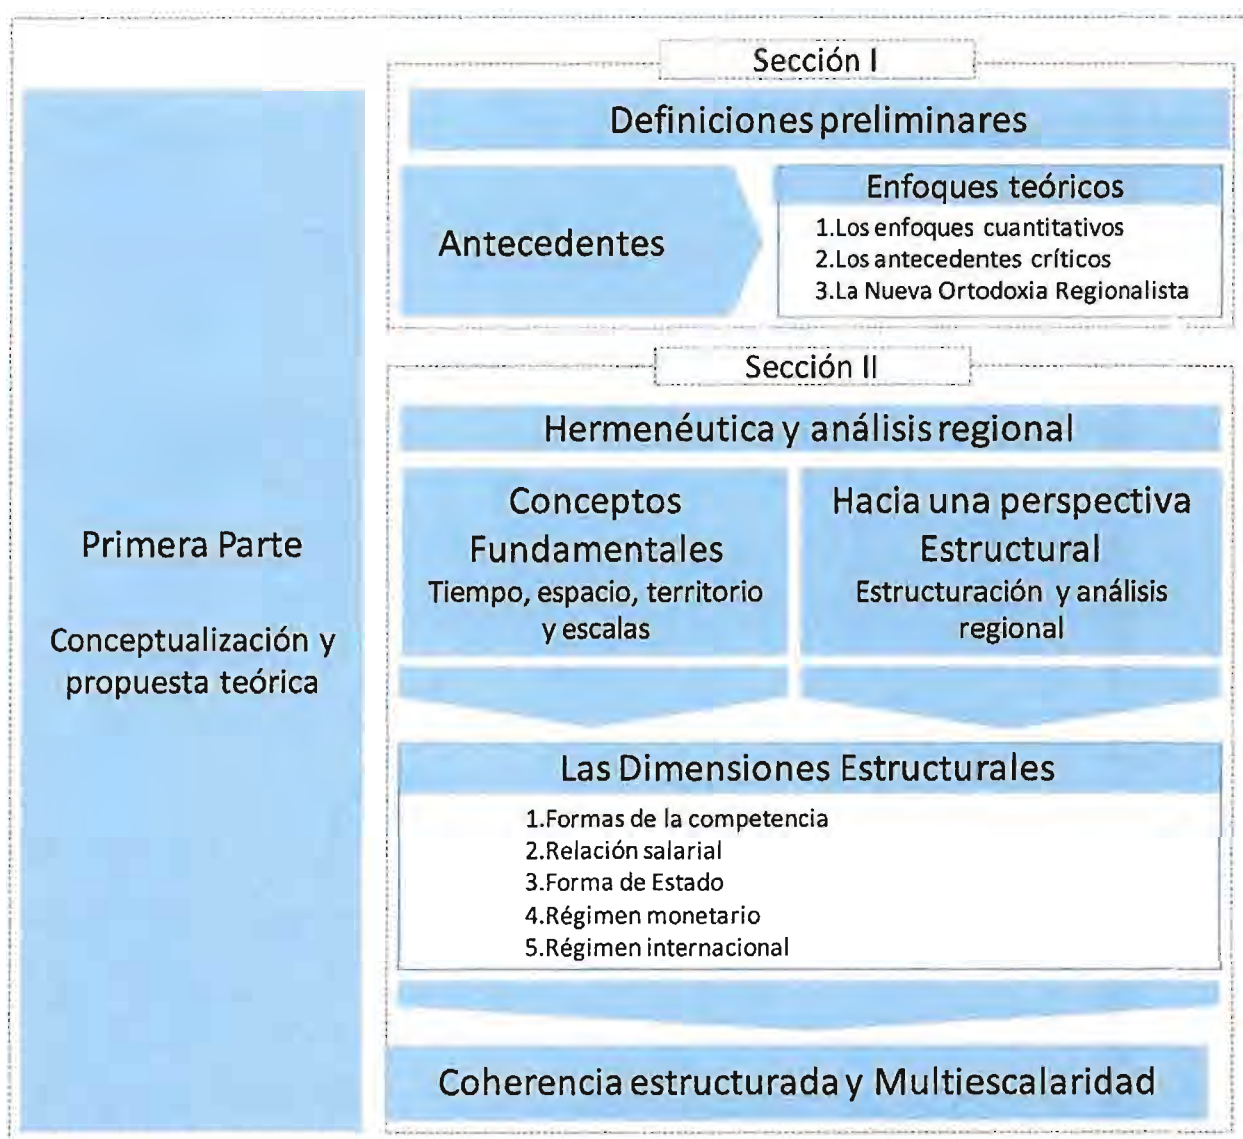 Sección I
Definiciones preliminares
Antecedentes
Enfoques teóricos
1.Los enfoques cuantitativos
2.Los antecedentes críticos
3.La Nueva Ortodoxia Regionalista
Primera Parte
Conceptualización y
propuesta teórica
Sección II
Hermenéutica y análisis regional
Conceptos
Fundamentales
Tiempo, espacio, territorio
y escalas
Hacia una perspectiva
Estructural
Estructuración y análisis
regional
Las Dimensiones Estructurales
1.Formas de la competencia
2.Relación salarial
3.Forma de Estado
4.Régimen monetario
5.Régimen internacional
Coherencia estructurada y Multiescalaridad